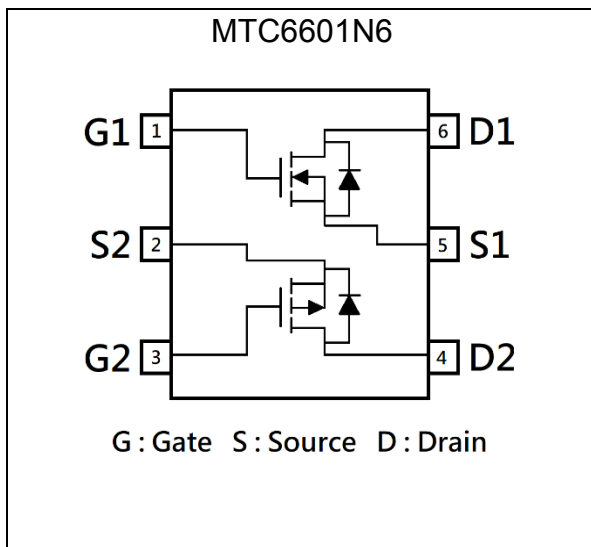 MTC6601N6
G1 1 6 D1
S2 2 5 S1
G2 3 4 D2
G : Gate S : Source D : Drain